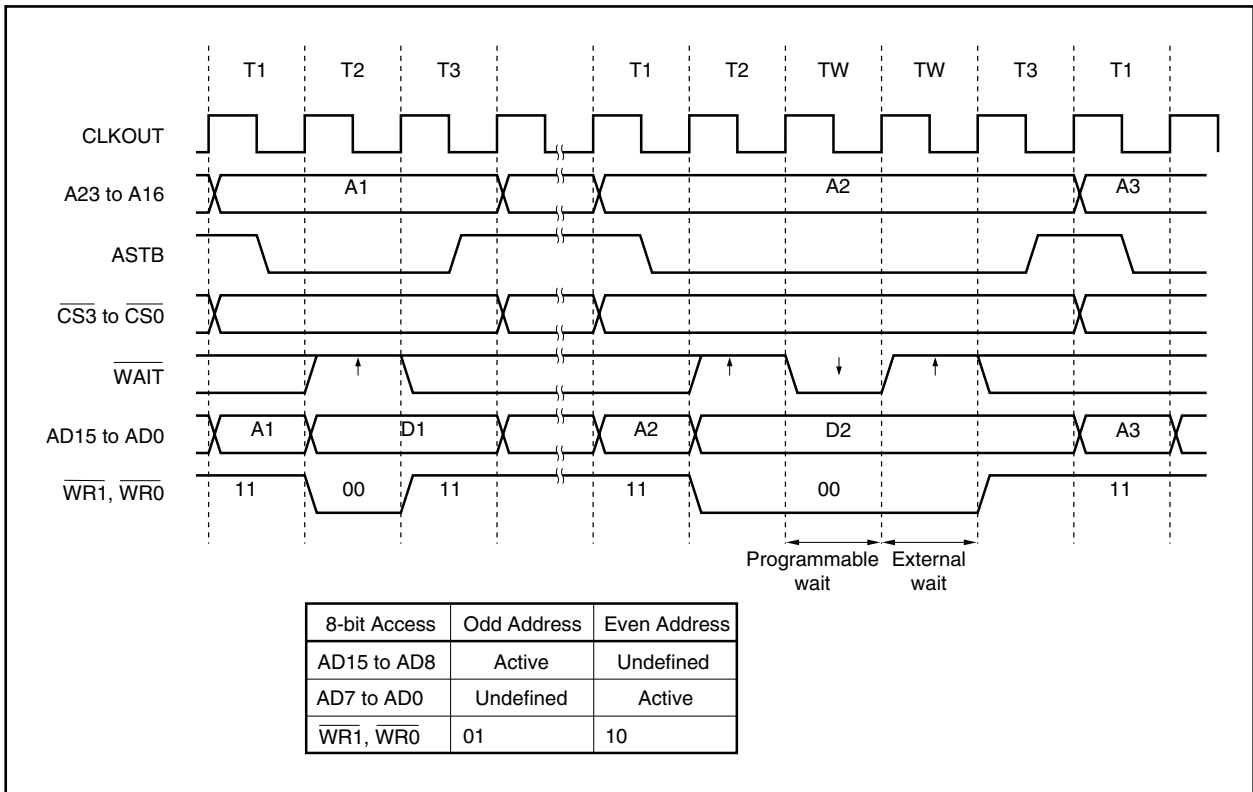 T1 T2 T3 T1 T2 TW TW T3 T1
CLKOUT
A23 to A16 A1 A2 A3
ASTB
CS3 to CS0
WAIT
AD15 to AD0 A1 D1 A2 D2 A3
WR1, WR0 11 00 11 11 00 11
Programmable wait
External wait
8-bit Access Odd Address Even Address
AD15 to AD8 Active Undefined
AD7 to AD0 Undefined Active
WR1, WR0 01 10